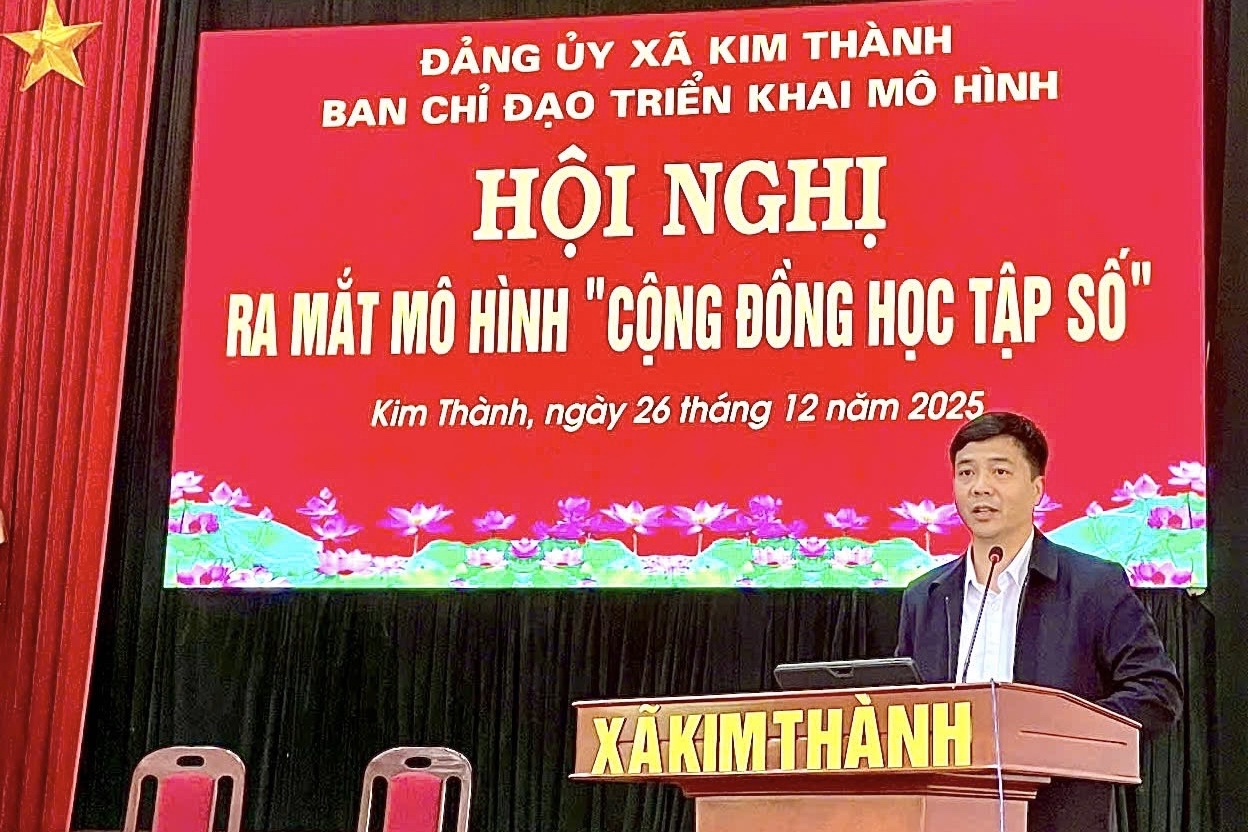 ĐẢNG ỦY XÃ KIM THÀNH
BAN CHỈ ĐẠO TRIỂN KHAI MÔ HÌNH
HỘI NGHỊ
RA MẮT MÔ HÌNH "CỘNG ĐỒNG HỌC TẬP SỐ"
Kim Thành, ngày 26 tháng 12 năm 2025
XÃ KIM THÀNH